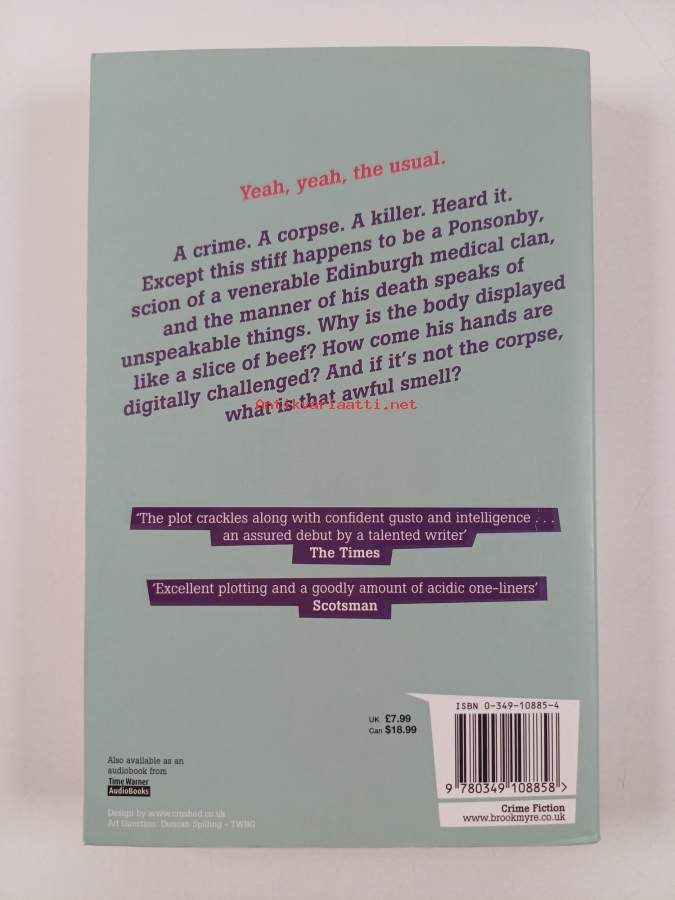 Yeah, yeah, the usual.
A crime. A corpse. A killer. Heard it.
Except this stiff happens to be a Ponsonby,
scion of a venerable Edinburgh medical clan,
and the manner of his death speaks of
unspeakable things. Why is the body displayed
like a slice of beef? How come his hands are
digitally challenged? And if it's not the corpse,
what is that awful smell?
Antikvariaatti.net
'The plot crackles along with confident gusto and intelligence . . .
an assured debut by a talented writer'
The Times
'Excellent plotting and a goodly amount of acidic one-liners'
Scotsman
UK £7.99
Can $18.99
ISBN 0-349-10885-4
9 780349 108858 >
Crime Fiction
www.brookmyre.co.uk
Also available as an
audiobook from
Time Warner
AudioBooks
Design by www.crushed.co.uk
Art Direction: Duncan Spilling – TWBG